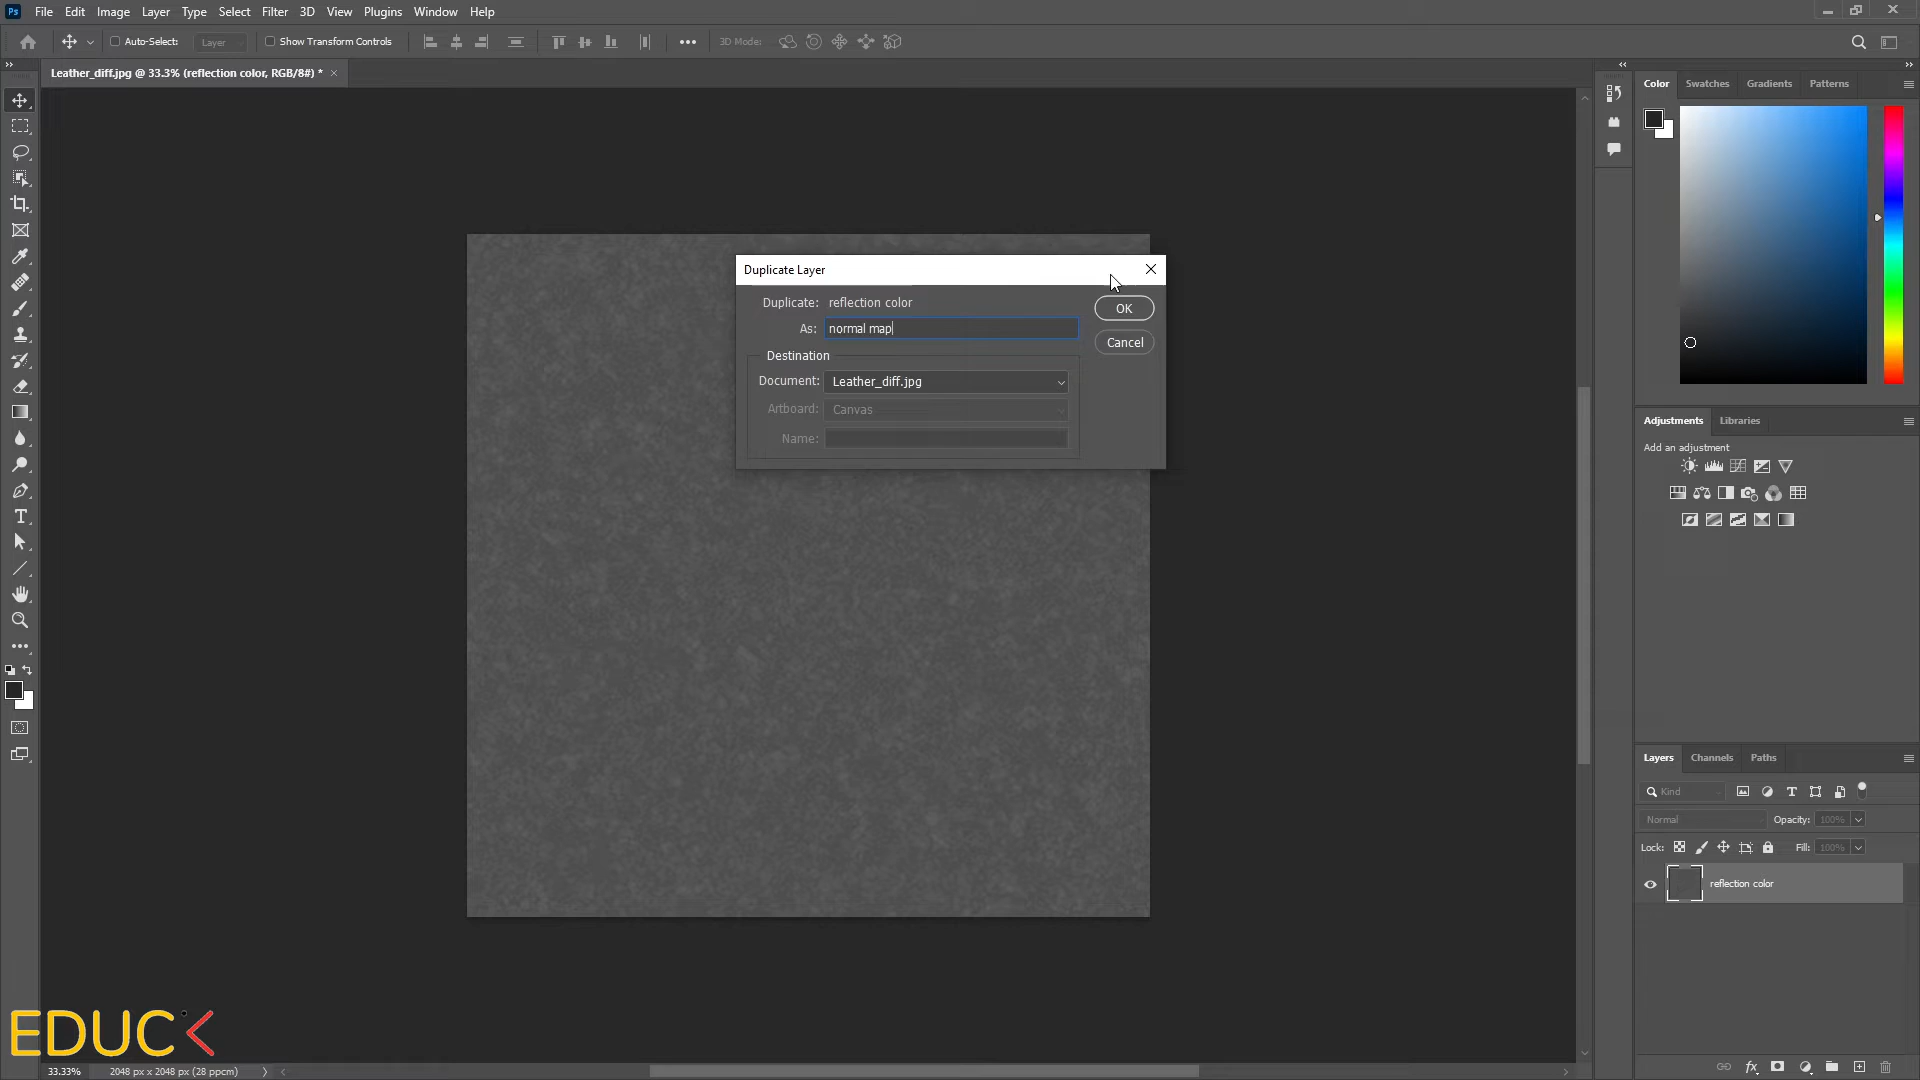 Ps File Edit Image Layer Type Select Filter 3D View Plugins Window Help
Auto-Select: Layer Show Transform Controls 3D Mode:
Leather_diff.jpg @ 33.3% (reflection color, RGB/8#) *
Color Swatches Gradients Patterns
Duplicate Layer
Duplicate: reflection color
OK
As: normal map
Cancel
Destination
Document: Leather_diff.jpg
Artboard: Canvas
Name:
Adjustments Libraries
Add an adjustment
Layers Channels Paths
Kind
Normal Opacity: 100%
Lock: Fill: 100%
reflection color
EDUC
33.33% 2048 px x 2048 px (28 ppcm)